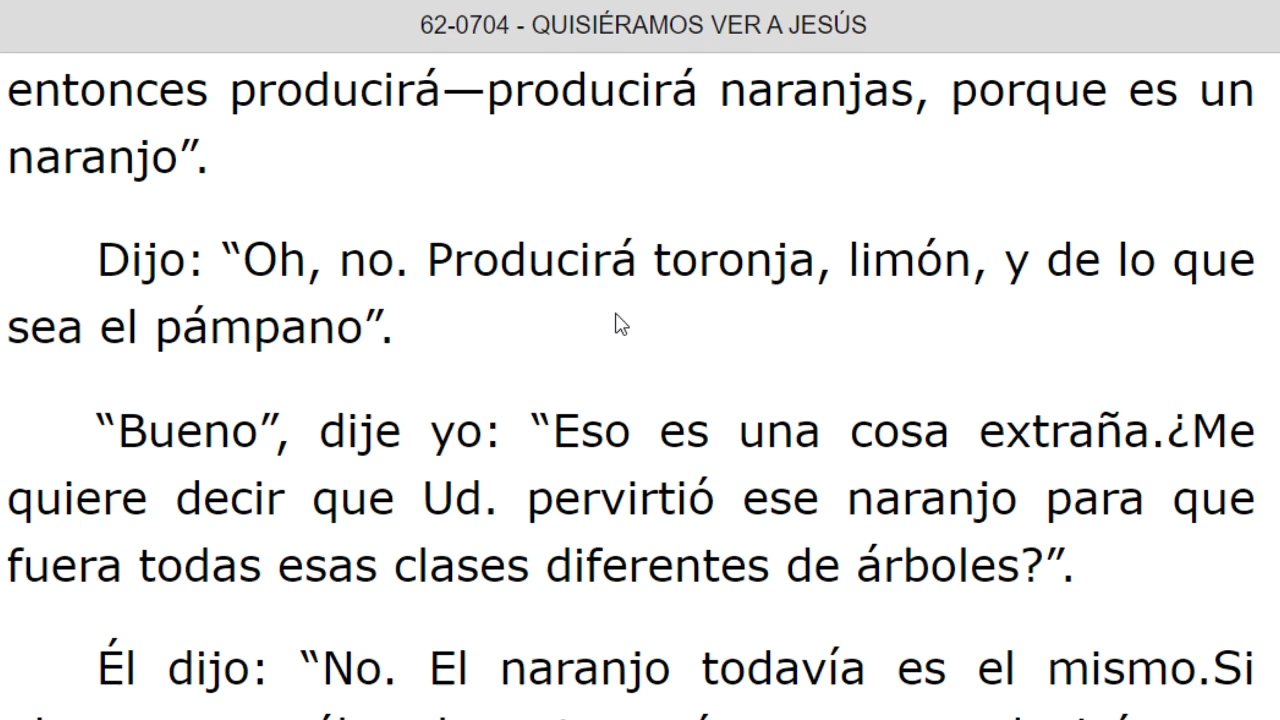 62-0704 - QUISIÉRAMOS VER A JESÚS
entonces producirá—producirá naranjas, porque es un
naranjo”.
Dijo: “Oh, no. Producirá toronja, limón, y de lo que
sea el pámpano”.
“Bueno”, dije yo: “Eso es una cosa extraña.¿Me
quiere decir que Ud. pervirtió ese naranjo para que
fuera todas esas clases diferentes de árboles?”.
Él dijo: “No. El naranjo todavía es el mismo.Si